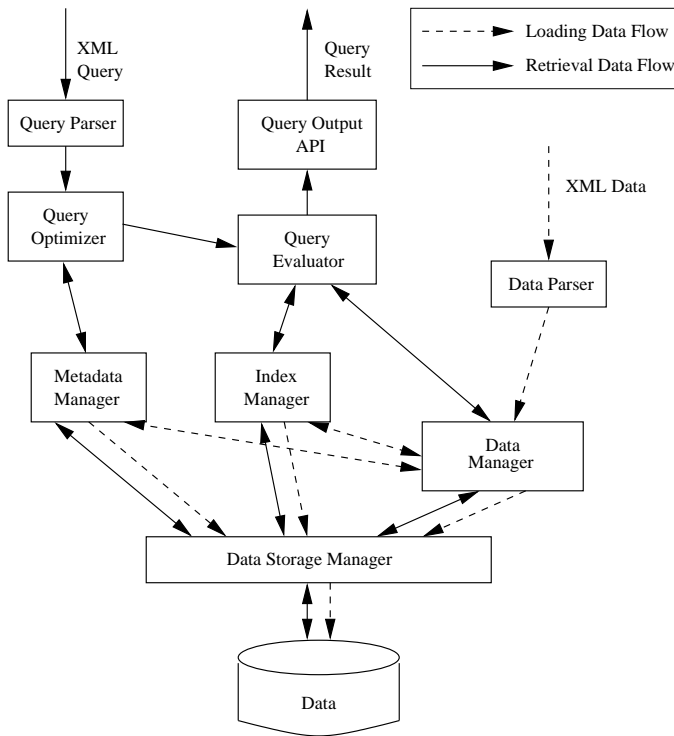 XML
Query
Query
Result
Loading Data Flow
Retrieval Data Flow
Query Parser
Query Output
API
XML Data
Query
Optimizer
Query
Evaluator
Data Parser
Metadata
Manager
Index
Manager
Data
Manager
Data Storage Manager
Data